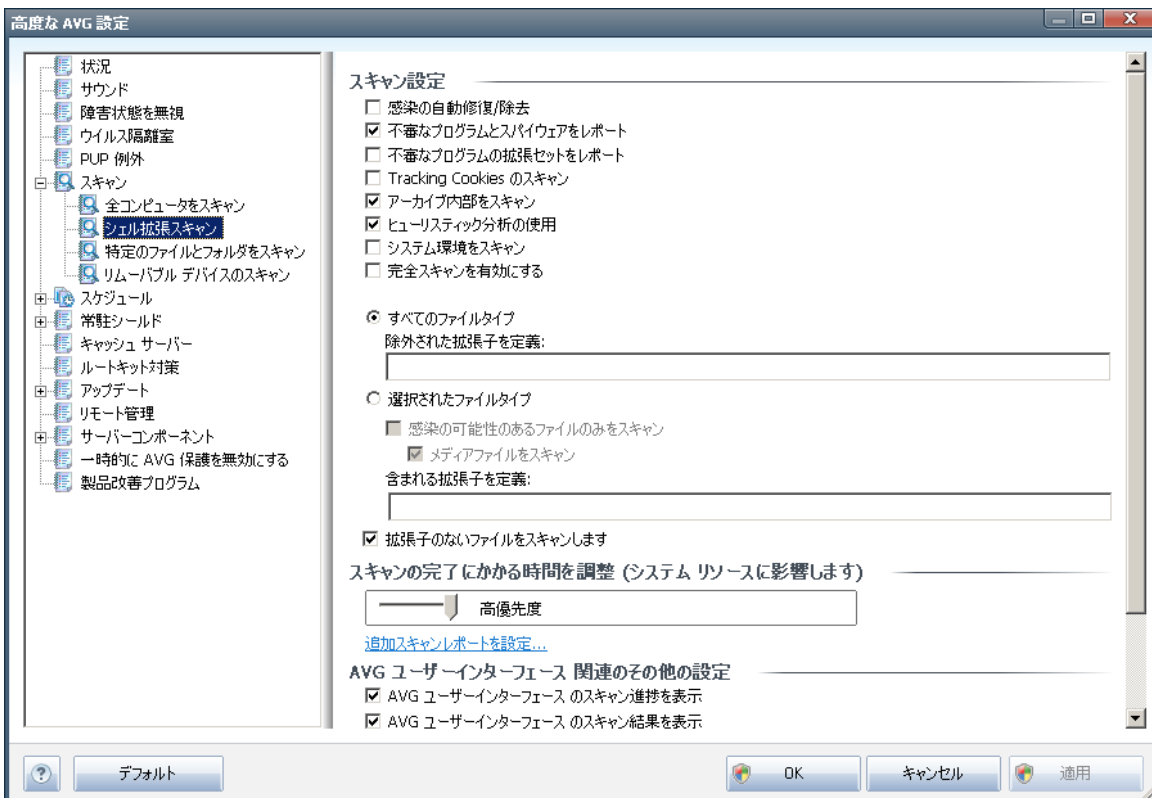 高度な AVG 設定
状況
サウンド
障害状態を無視
ウイルス隔離室
PUP 例外
スキャン
全コンピュータをスキャン
シェル拡張スキャン
特定のファイルとフォルダをスキャン
リムーバブル デバイスのスキャン
スケジュール
常駐シールド
キャッシュ サーバー
ルートキット対策
アップデート
リモート管理
サーバーコンポーネント
一時的に AVG 保護を無効にする
製品改善プログラム
スキャン設定
感染の自動修復/除去
不審なプログラムとスパイウェアをレポート
不審なプログラムの拡張セットをレポート
Tracking Cookies のスキャン
アーカイブ内部をスキャン
ヒューリスティック分析の使用
システム環境をスキャン
完全スキャンを有効にする
すべてのファイルタイプ
除外された拡張子を定義:
選択されたファイルタイプ
感染の可能性のあるファイルのみをスキャン
メディアファイルをスキャン
含まれる拡張子を定義:
拡張子のないファイルをスキャンします
スキャンの完了にかかる時間を調整 (システム リソースに影響します)
高優先度
追加スキャンレポートを設定...
AVG ユーザーインターフェース 関連のその他の設定
AVG ユーザーインターフェース のスキャン進捗を表示
AVG ユーザーインターフェース のスキャン結果を表示
? デフォルト OK キャンセル 適用